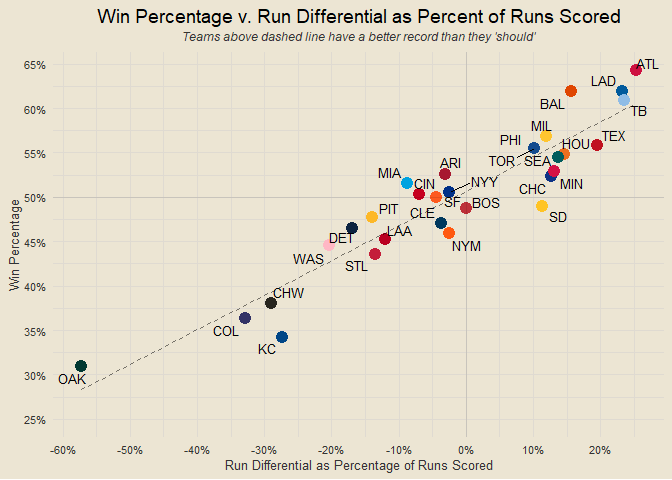 Win Percentage v. Run Differential as Percent of Runs Scored
Teams above dashed line have a better record than they 'should'
65%
ATL
LAD
60%
BAL
TB
MIL
PHI
HOU
TEX
55%
TOR
SEA
ARI
MIA
CIN
NYY
CHC
MIN
50%
SF
BOS
PIT
CLE
SD
DET
LAA
NYM
45%
WAS
STL
40%
CHW
COL
35%
KC
30%
OAK
25%
Win Percentage
-60%
-50%
-40%
-30%
-20%
-10%
0%
10%
20%
Run Differential as Percentage of Runs Scored